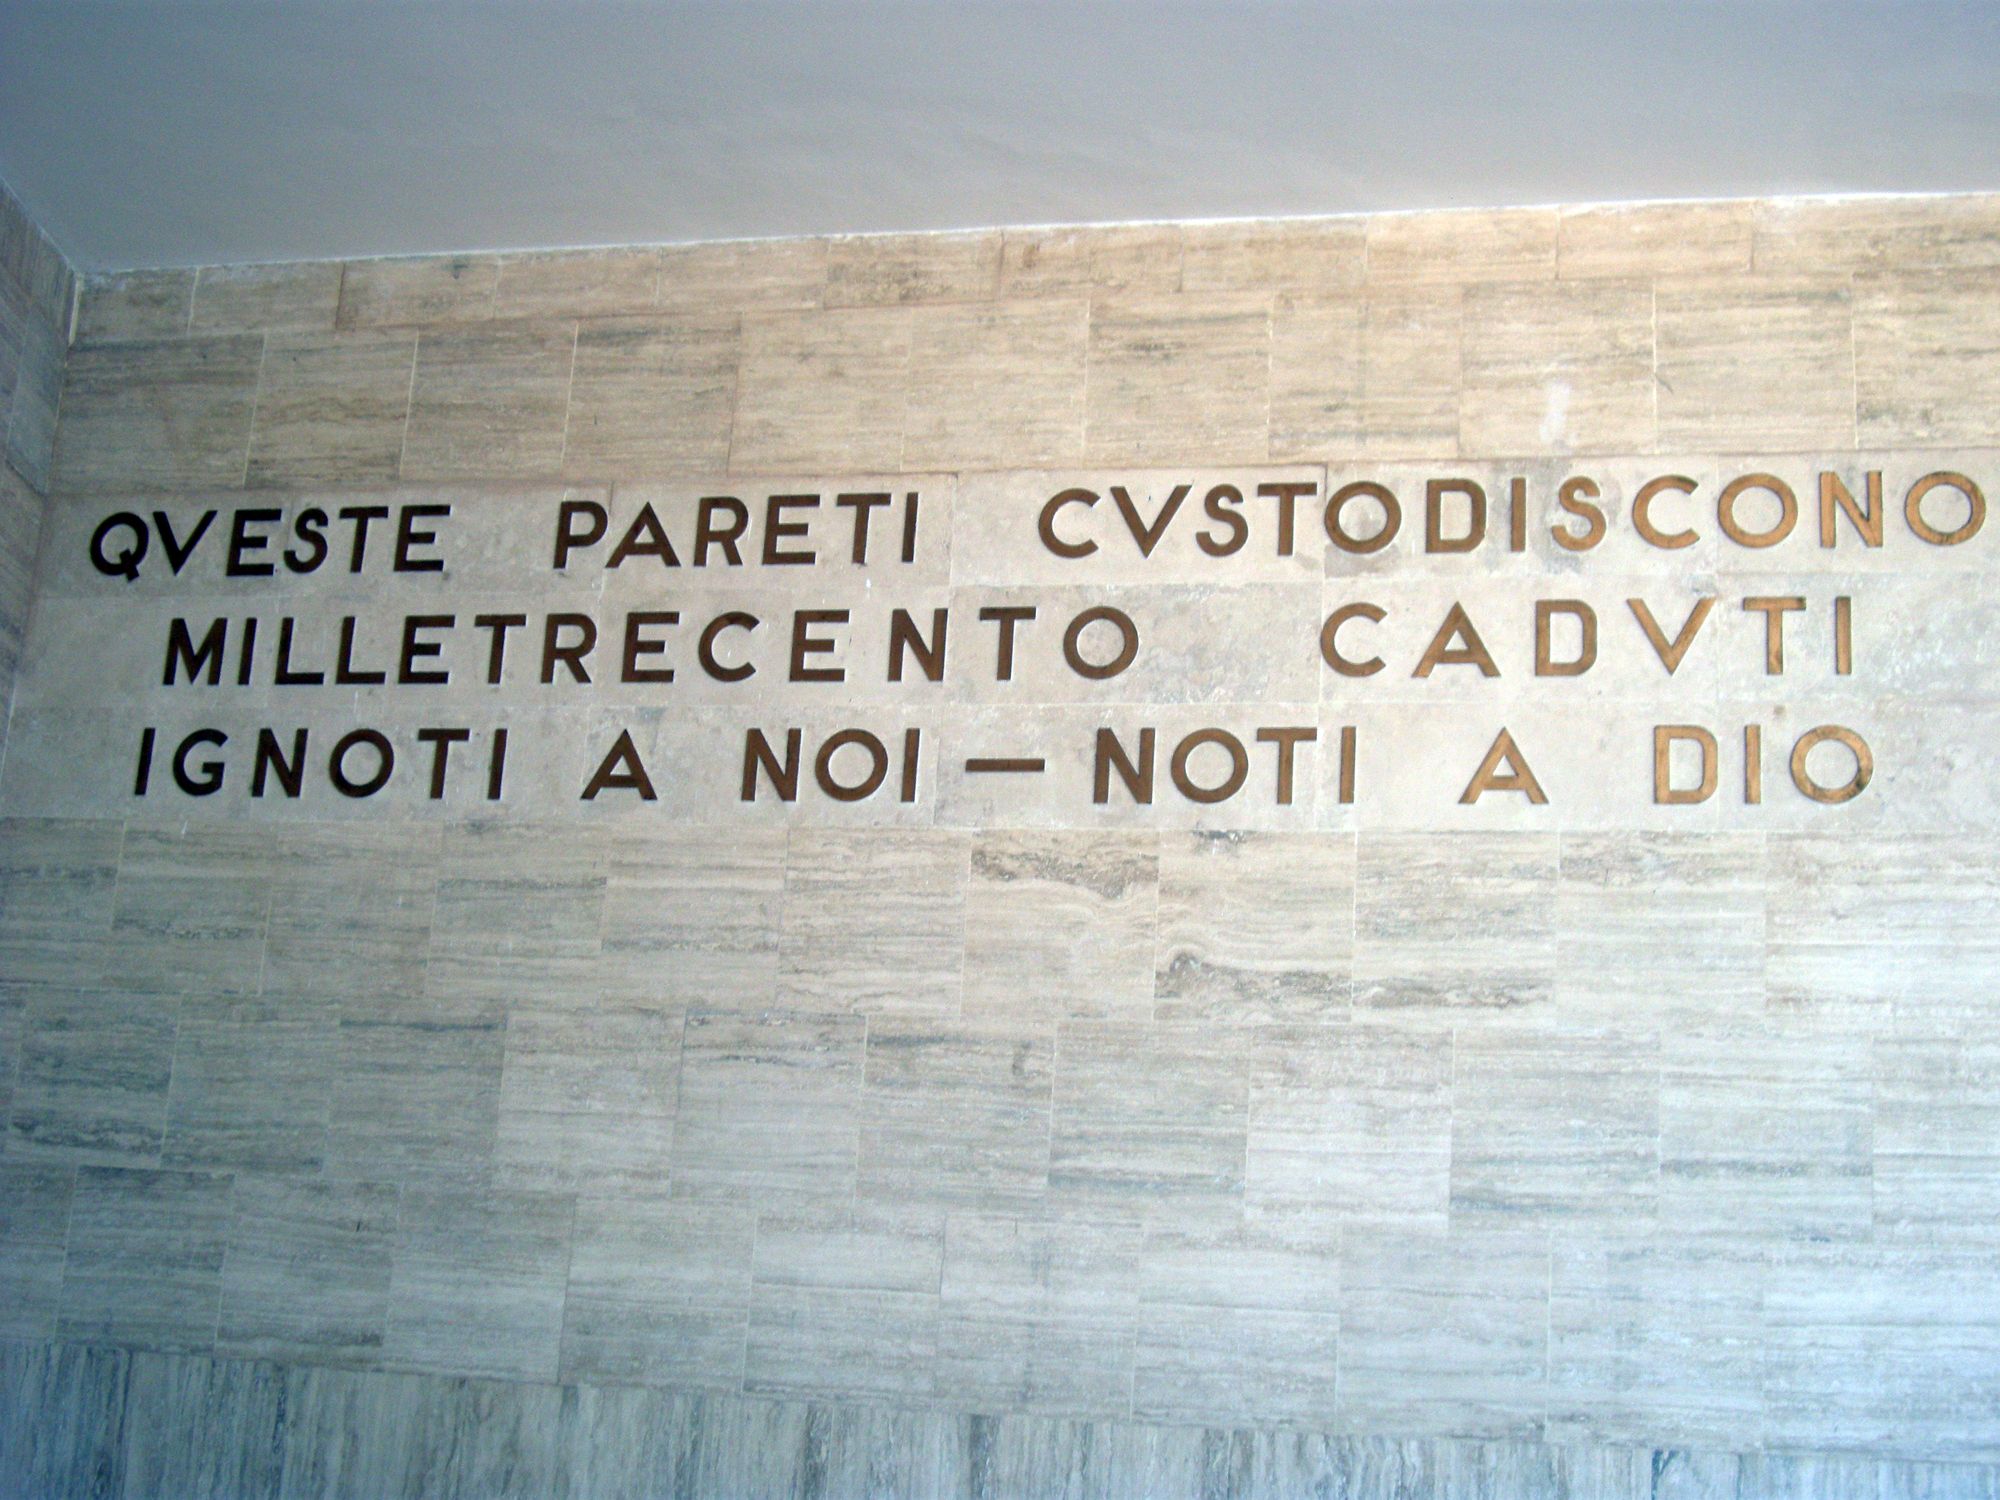 QVESTE PARETI CVSTODISCONO
MILLETRECENTO CADVTI
IGNOTI A NOI — NOTI A DIO